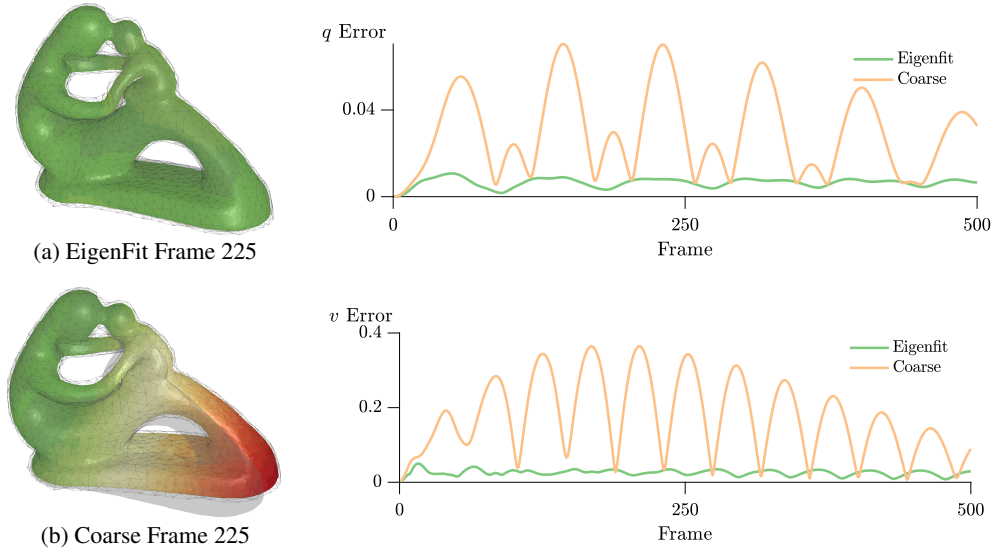 (a) EigenFit Frame 225
q Error
0.04
0
0
250
500
Frame
Eigenfit
Coarse
(b) Coarse Frame 225
v Error
0.4
0.2
0
0
250
500
Frame
Eigenfit
Coarse